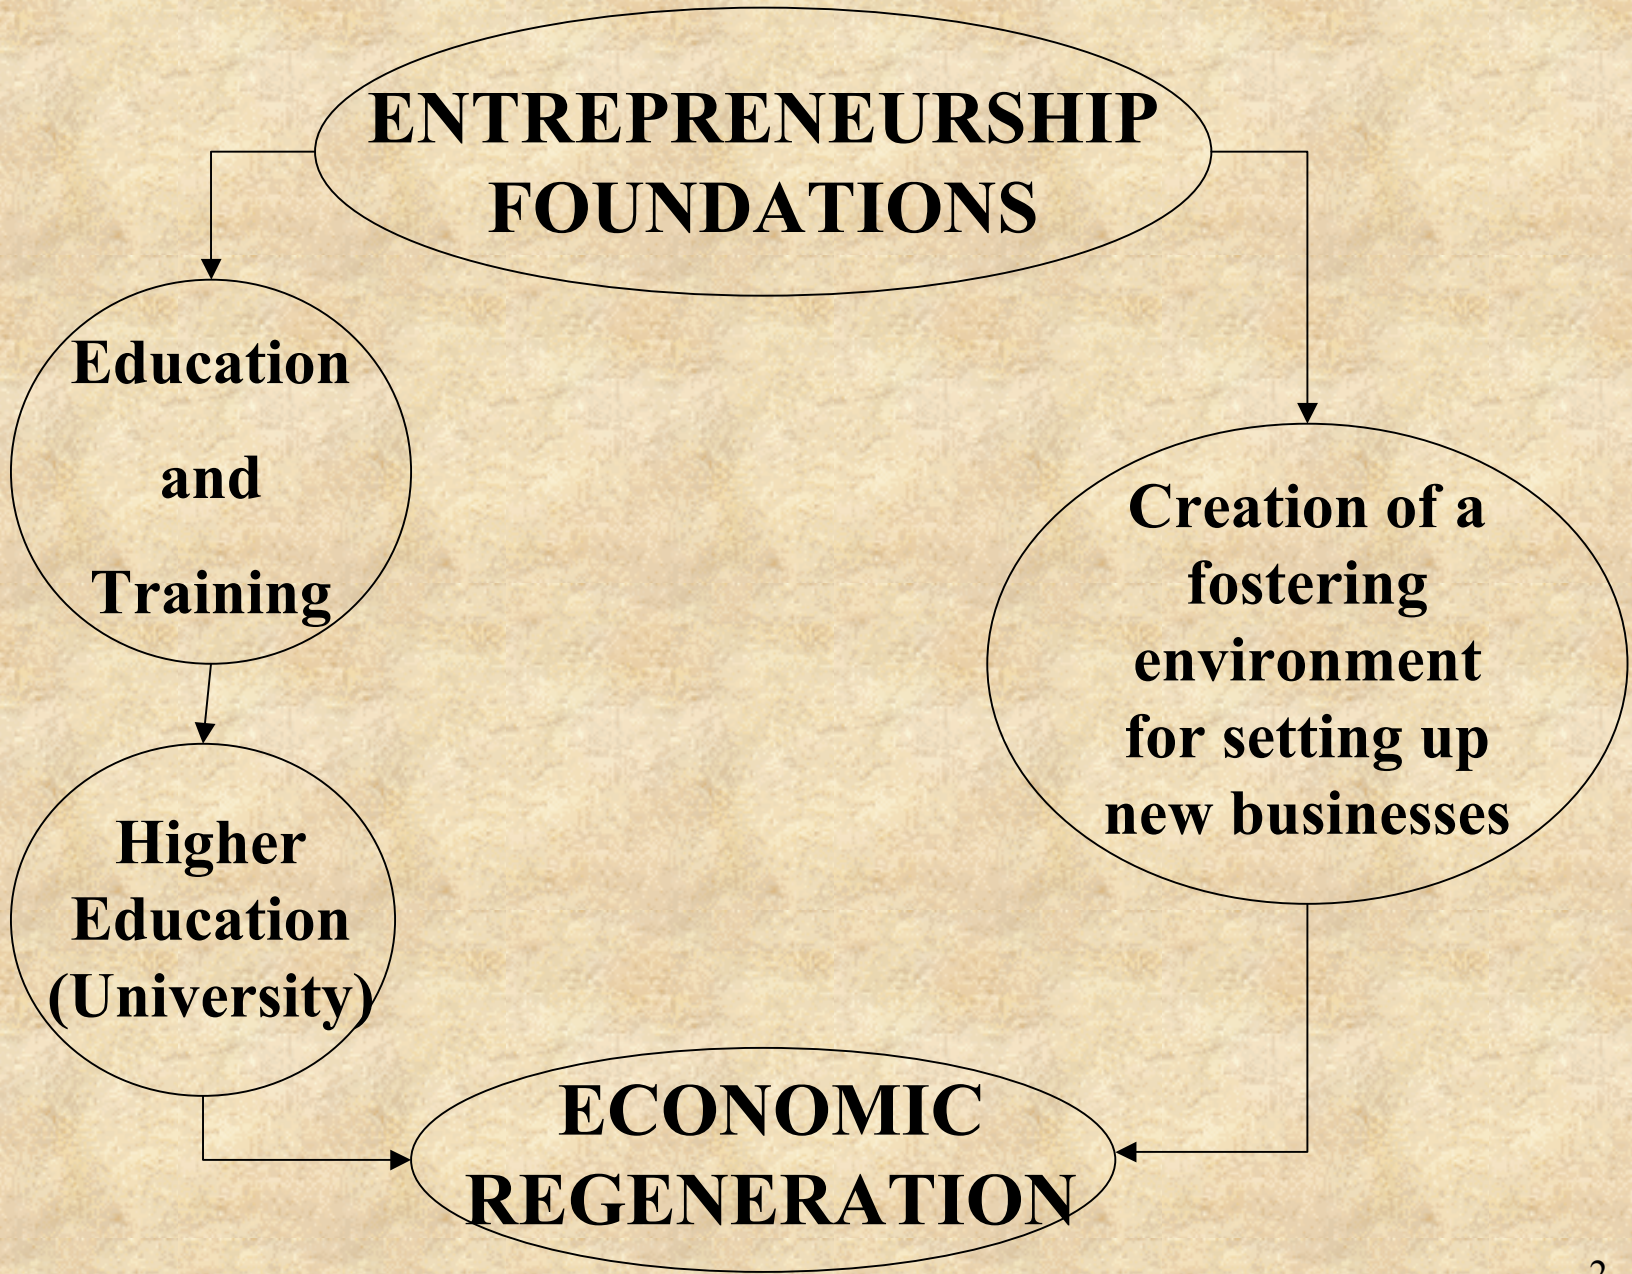 ENTREPRENEURSHIP
FOUNDATIONS
Education
and
Training
Creation of a
fostering
environment
for setting up
new businesses
Higher
Education
(University)
ECONOMIC
REGENERATION
2